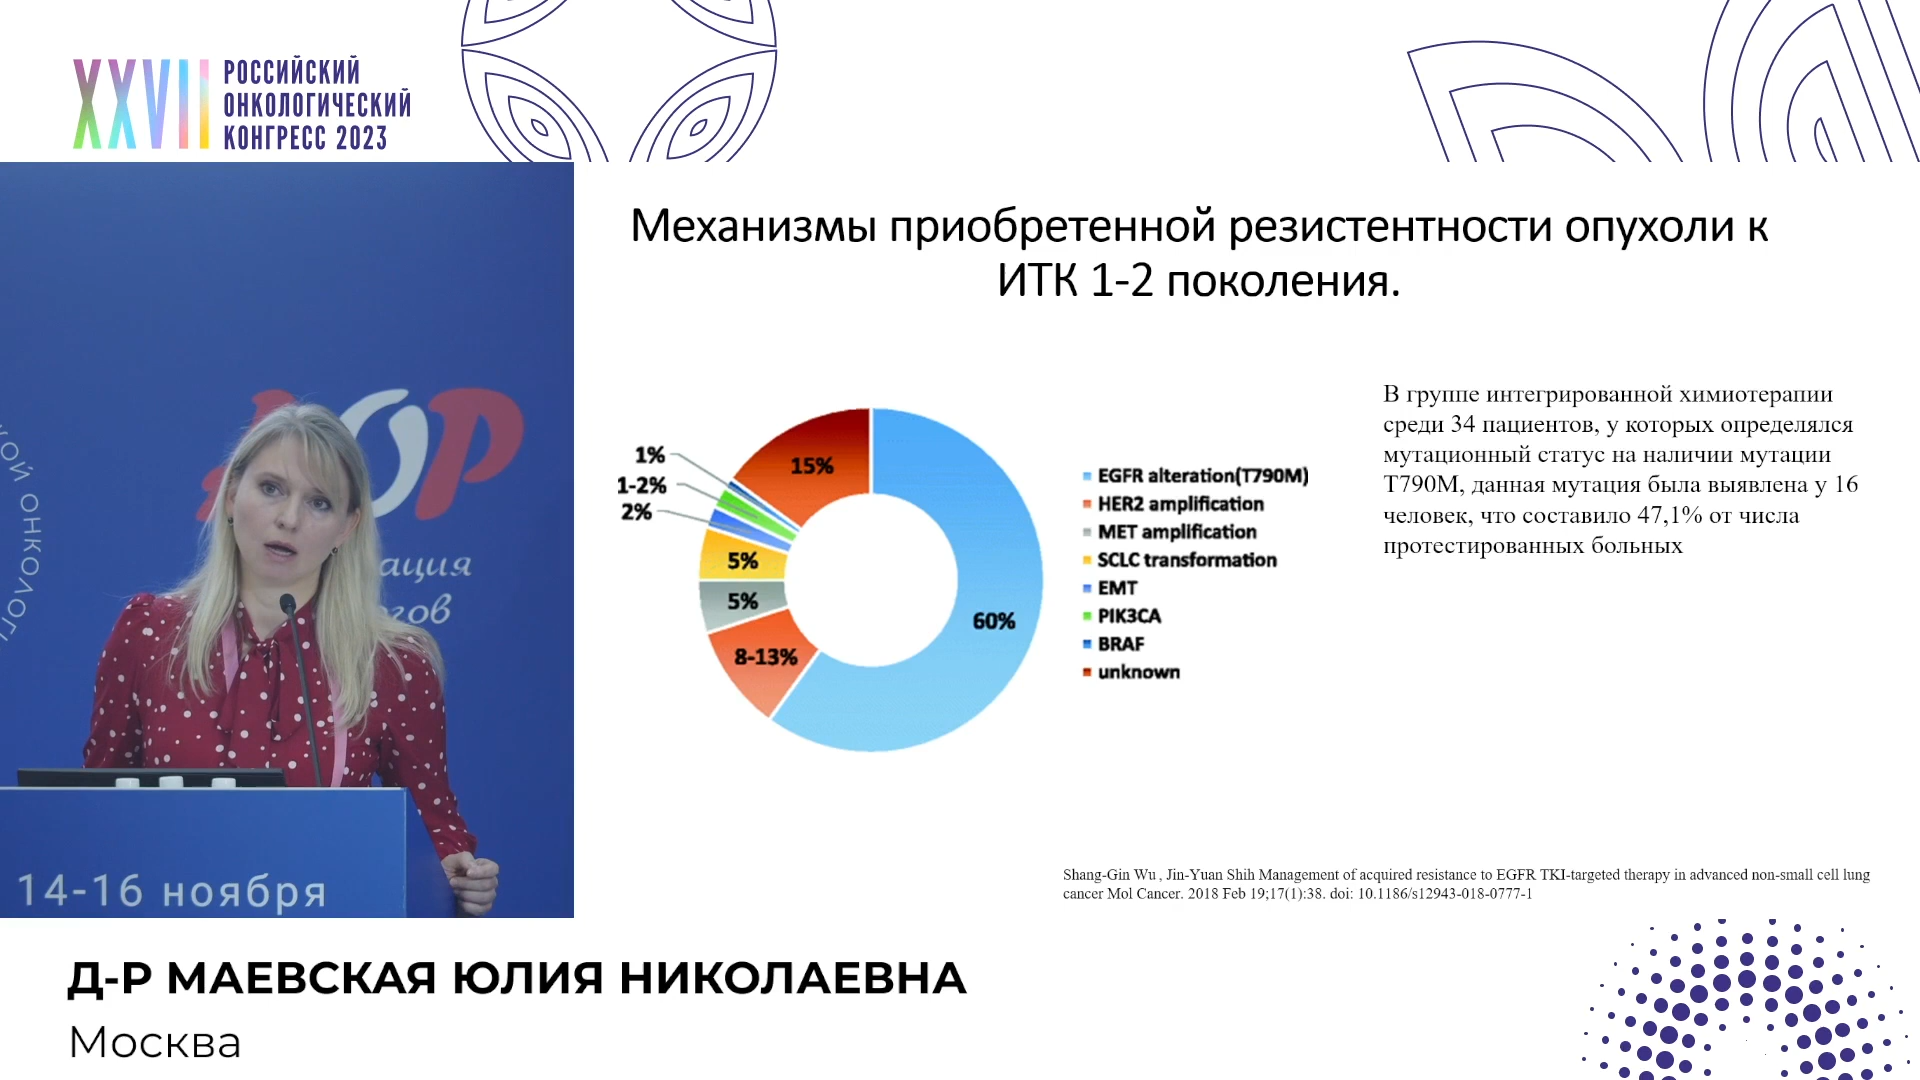 XXVII
РОССИЙСКИЙ
ОНКОЛОГИЧЕСКИЙ
КОНГРЕСС 2023
Механизмы приобретенной резистентности опухоли к
ИТК 1-2 поколения.
1%
1-2%
2%
15%
5%
5%
8-13%
60%
EGFR alteration(T790M)
HER2 amplification
MET amplification
SCLC transformation
EMT
PIK3CA
BRAF
unknown
В группе интегрированной химиотерапии
среди 34 пациентов, у которых определялся
мутационный статус на наличии мутации
T790M, данная мутация была выявлена у 16
человек, что составило 47,1% от числа
протестированных больных
Shang-Gin Wu , Jin-Yuan Shih Management of acquired resistance to EGFR TKI-targeted therapy in advanced non-small cell lung
cancer Mol Cancer. 2018 Feb 19;17(1):38. doi: 10.1186/s12943-018-0777-1
ОР
14-16 ноября
Д-Р МАЕВСКАЯ ЮЛИЯ НИКОЛАЕВНА
Москва